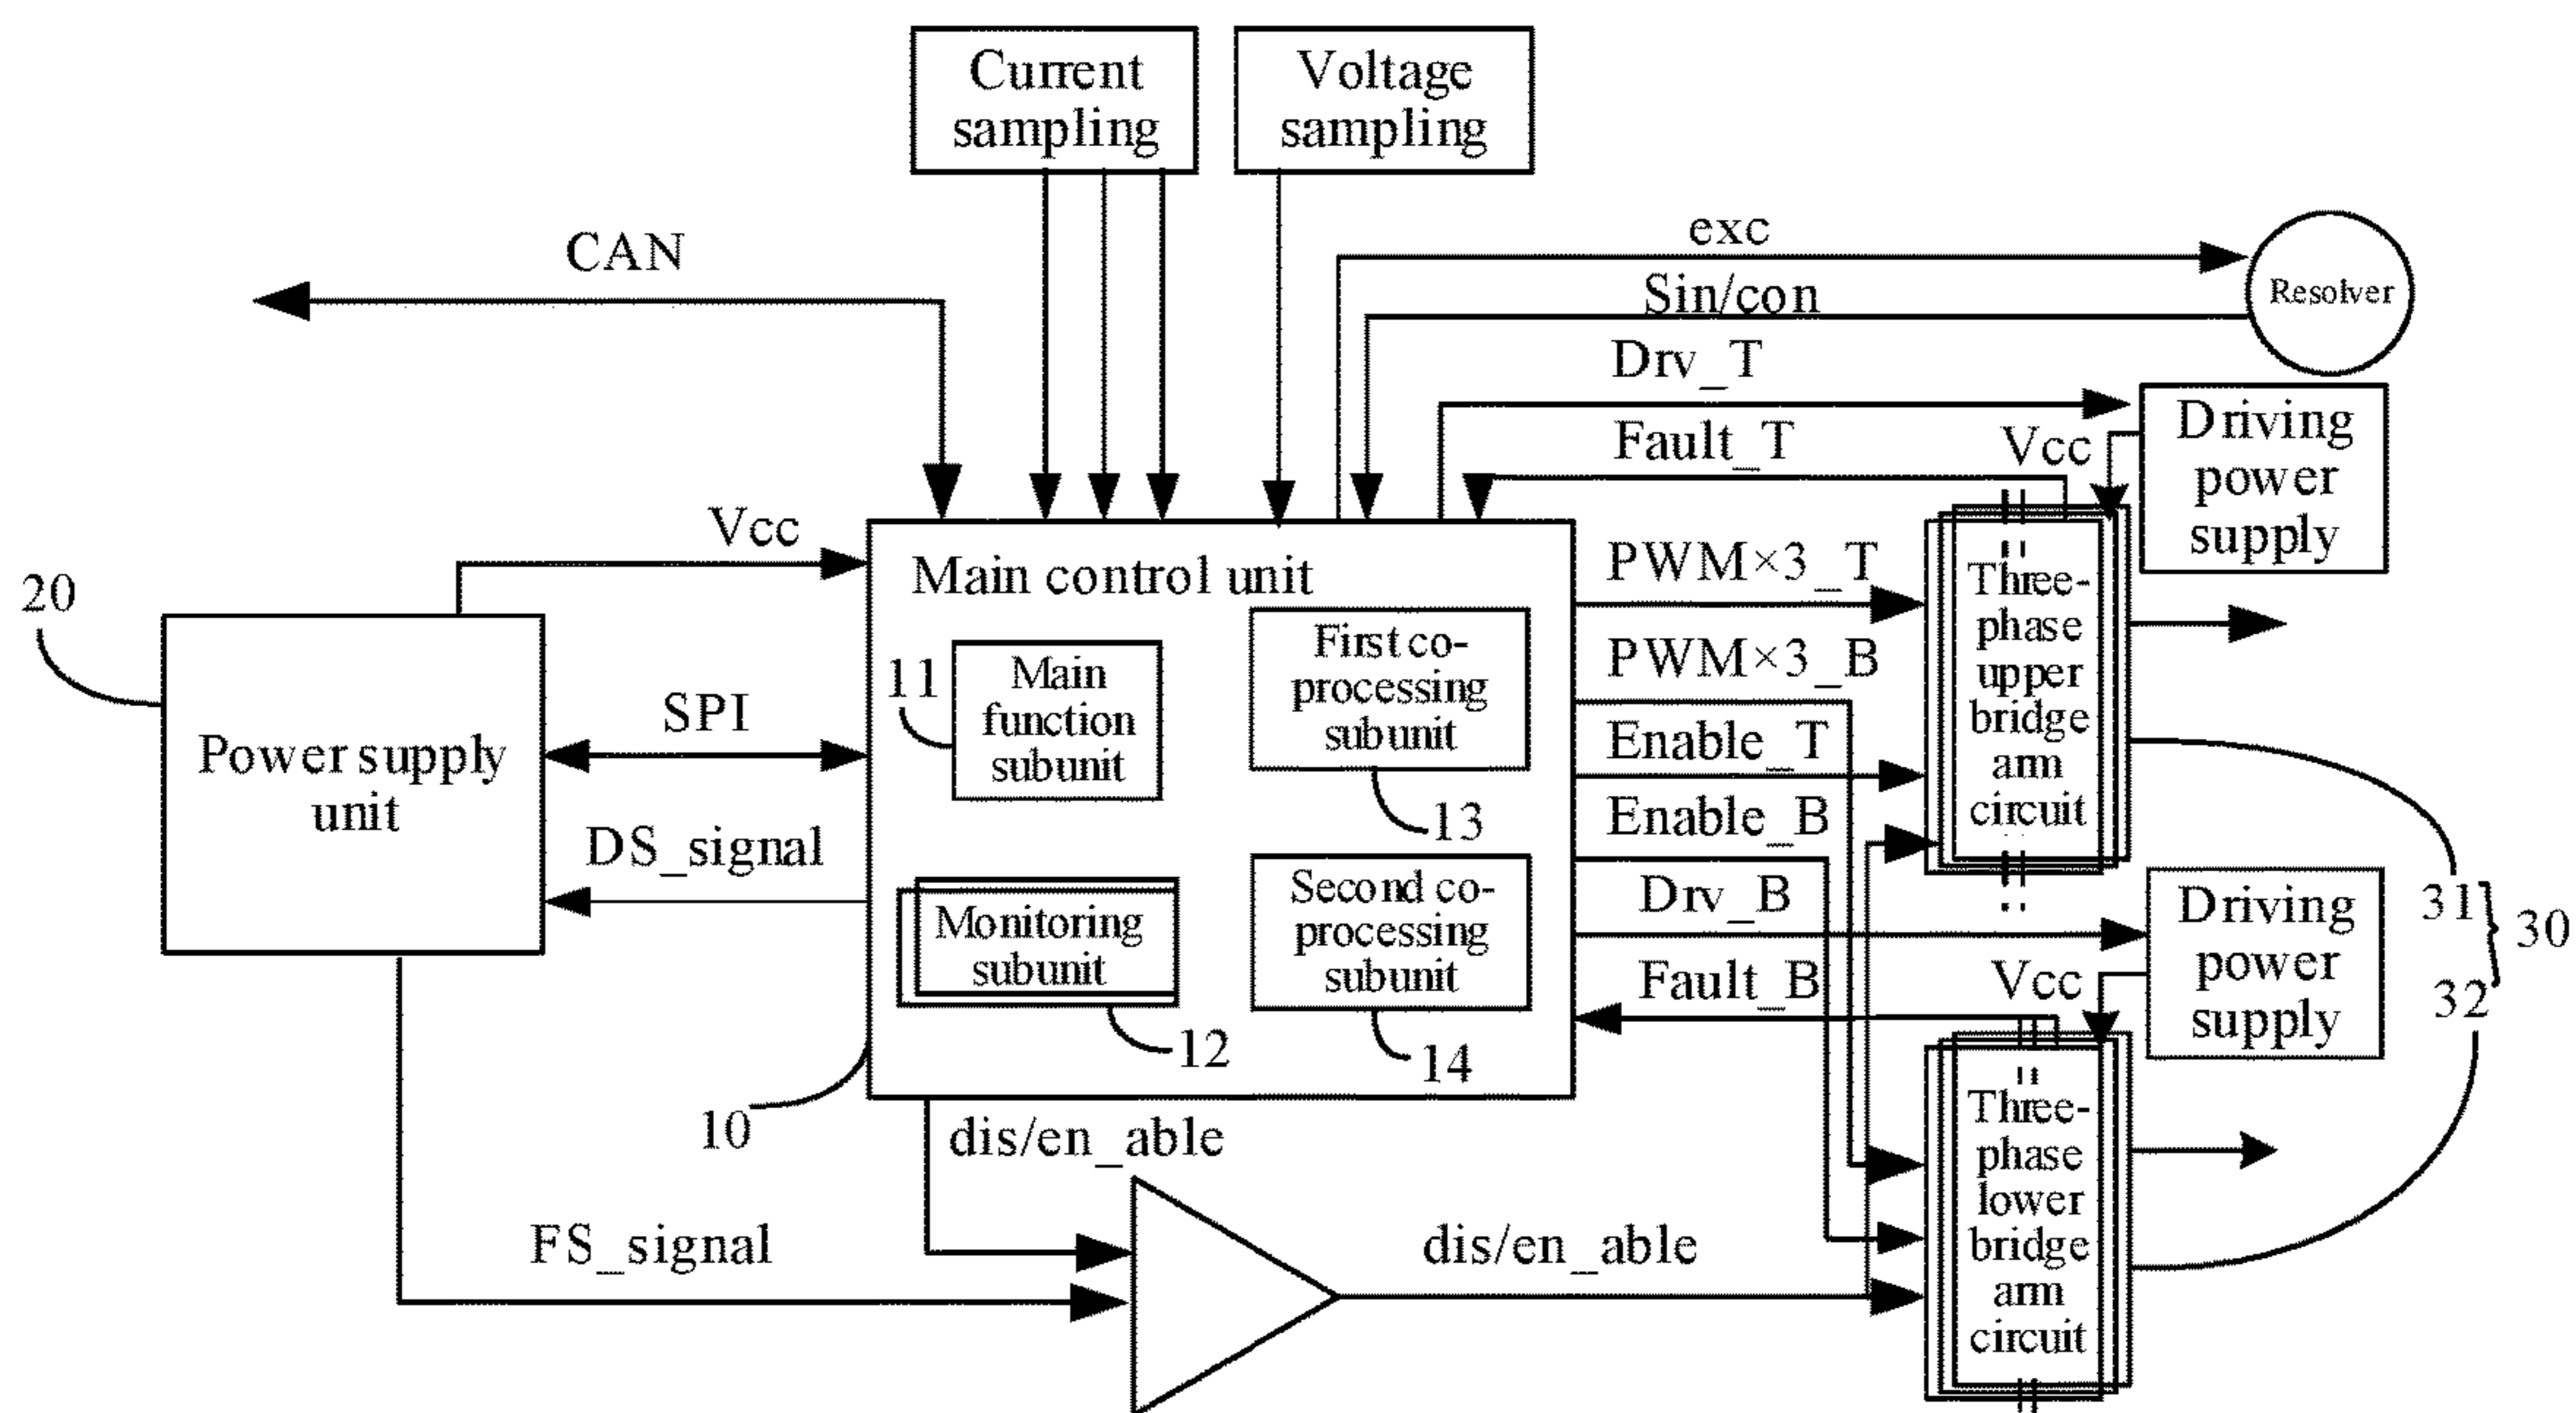 Current
sampling
Voltage
sampling
CAN
exc
Sin/con
Resolver
Drv_T
Fault_T
Vcc
Driving
power
supply
Vcc
20
Power supply
unit
SPI
DS_signal
Main control unit
11
Main
function
subunit
First co-
processing
subunit
13
Monitoring
subunit
12
Second co-
processing
subunit
14
10
PWM×3_T
PWM×3_B
Enable_T
Enable_B
Drv_B
Fault_B
Three-
phase
upper
bridge
arm
circuit
31
30
32
Driving
power
supply
Vcc
Three-
phase
lower
bridge
arm
circuit
dis/en_able
FS_signal
dis/en_able